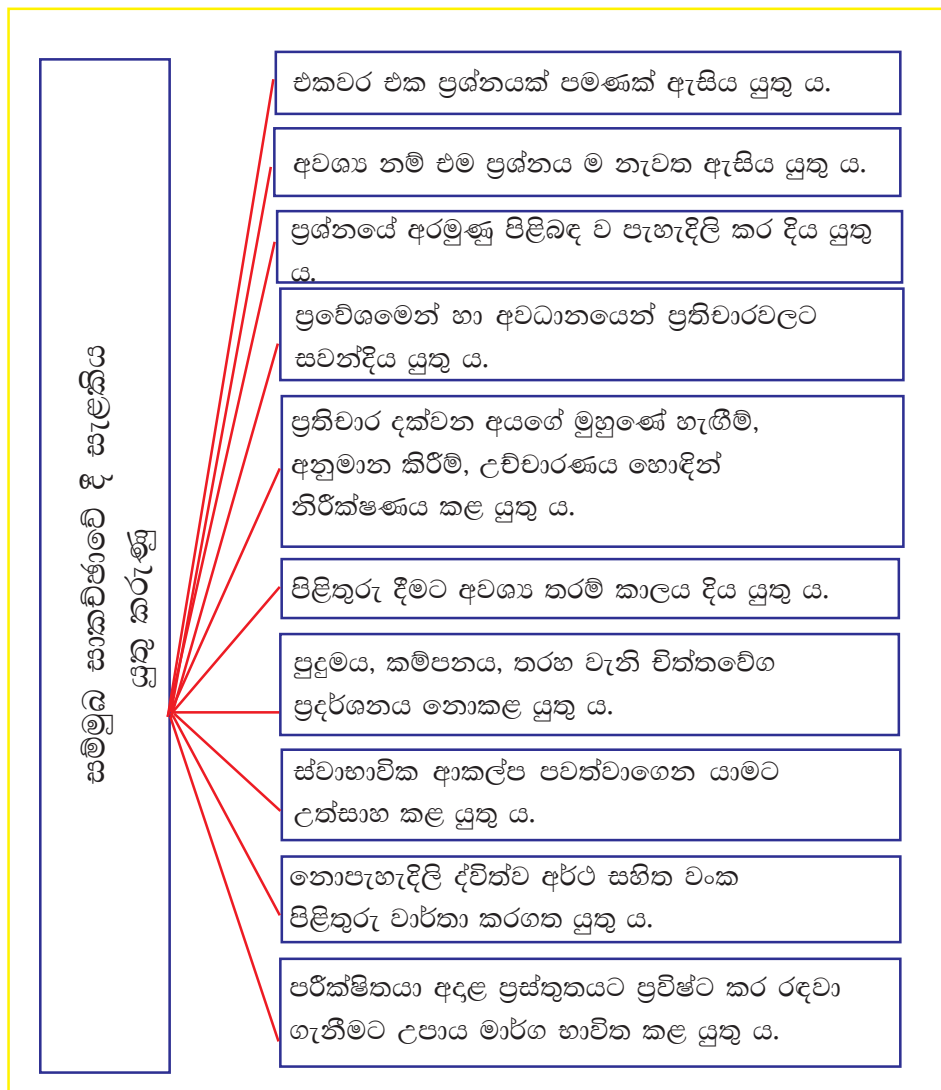 සම්මුඛ සාකච්ඡාවේ දී සැළකිය
යුතු කරුණු
එකවර එක ප්‍රශ්නයක් පමණක් ඇසිය යුතු ය.
අවශ්‍ය නම් එම ප්‍රශ්නය ම නැවත ඇසිය යුතු ය.
ප්‍රශ්නයේ අරමුණු පිළිබඳ ව පැහැදිලි කර දිය යුතු
ය.
ප්‍රවේශමෙන් හා අවධානයෙන් ප්‍රතිචාරවලට
සවන්දිය යුතු ය.
ප්‍රතිචාර දක්වන අයගේ මුහුණේ හැඟීම්,
අනුමාන කිරීම්, උච්චාරණය හොඳින්
නිරීක්ෂණය කළ යුතු ය.
පිළිතුරු දීමට අවශ්‍ය තරම් කාලය දිය යුතු ය.
පුදුමය, කම්පනය, තරහ වැනි චිත්තවේග
ප්‍රදර්ශනය නොකළ යුතු ය.
ස්වාභාවික ආකල්ප පවත්වාගෙන යාමට
උත්සාහ කළ යුතු ය.
නොපැහැදිලි ද්විත්ව අර්ථ සහිත වංක
පිළිතුරු වාර්තා කරගත යුතු ය.
පරීක්ෂිතයා අදාළ ප්‍රස්තුතයට ප්‍රවිෂ්ට කර රඳවා
ගැනීමට උපාය මාර්ග භාවිත කළ යුතු ය.